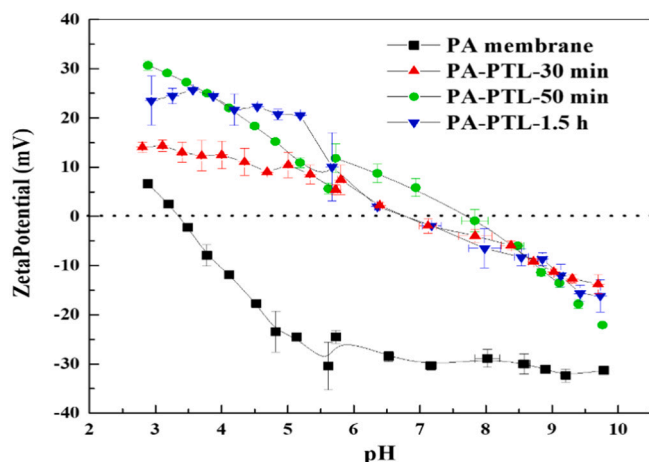 40
30
20
10
0
-10
-20
-30
-40
ZetaPotential (mV)
PA membrane
PA-PTL-30 min
PA-PTL-50 min
PA-PTL-1.5 h
2 3 4 5 6 7 8 9 10
pH